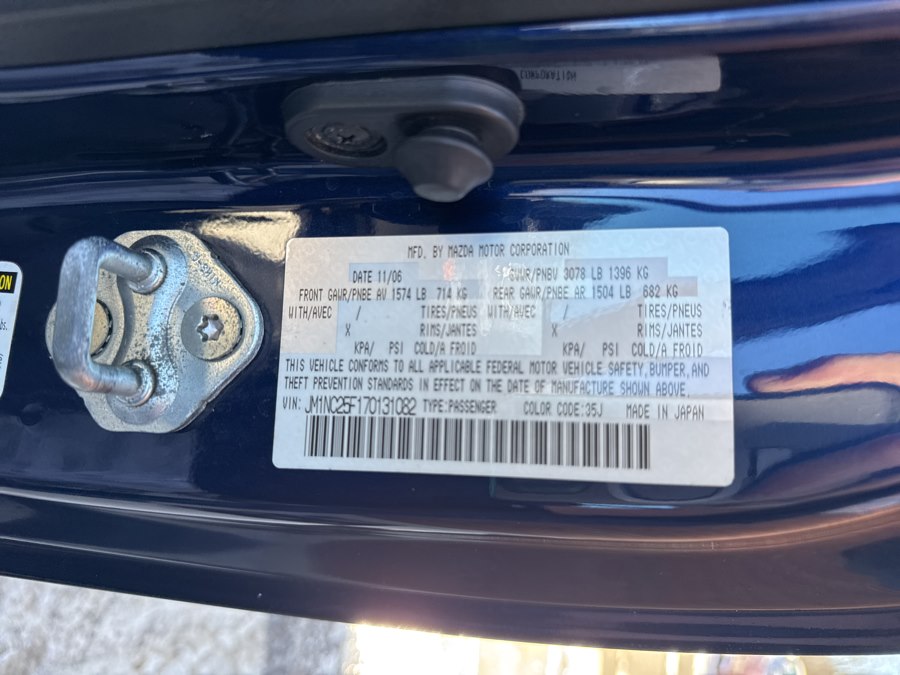 MFD. BY MAZDA MOTOR CORPORATION
DATE 11/06 GVWR/PNBV 3078 LB 1396 KG
FRONT GAWR/PNBE AV 1574 LB 714 KG REAR GAWR/PNBE AR 1504 LB 682 KG
WITH/AVEC / TIRES/PNEUS WITH/AVEC / TIRES/PNEUS
X RIMS/JANTES X RIMS/JANTES
KPA/ PSI COLD/A FROID KPA/ PSI COLD/A FROID
THIS VEHICLE CONFORMS TO ALL APPLICABLE FEDERAL MOTOR VEHICLE SAFETY, BUMPER, AND
THEFT PREVENTION STANDARDS IN EFFECT ON THE DATE OF MANUFACTURE SHOWN ABOVE.
VIN: JM1NC25F170131082 TYPE:PASSENGER COLOR CODE:35J MADE IN JAPAN